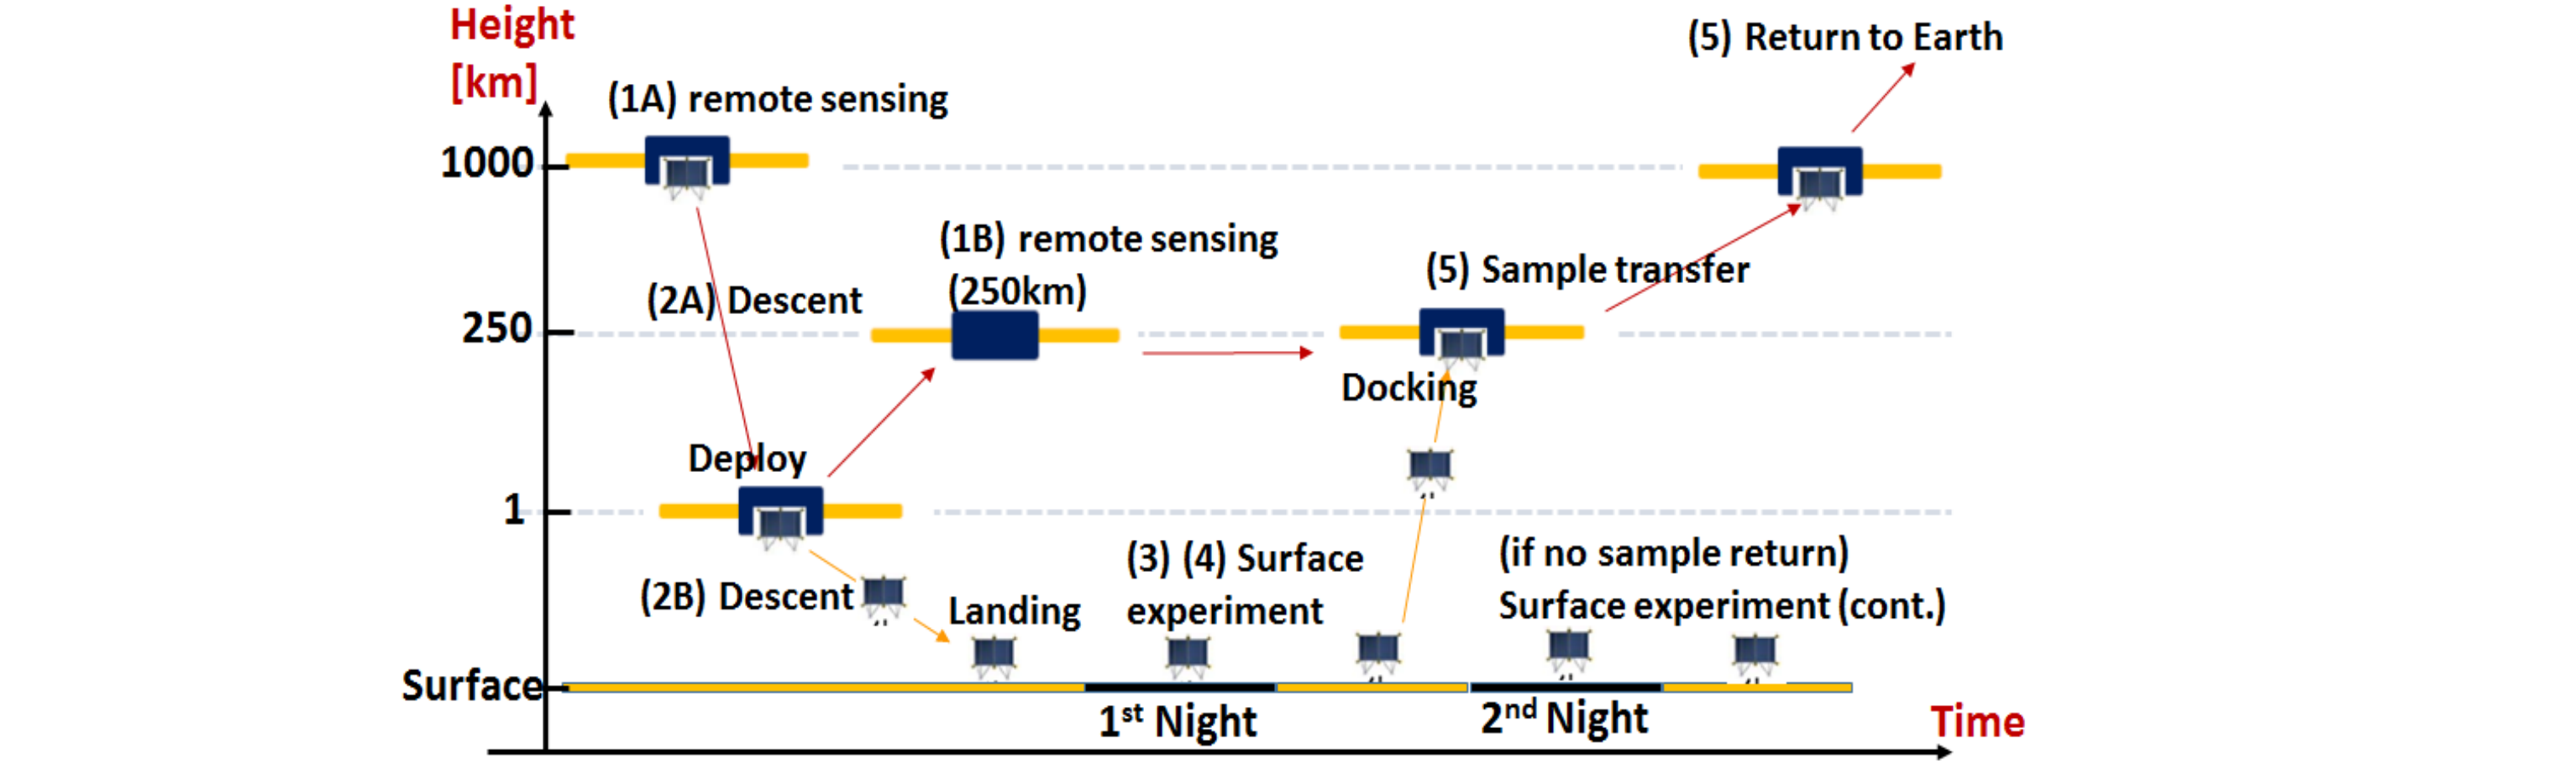 Height
[km]
(5) Return to Earth
(1A) remote sensing
1000
(1B) remote sensing
(250km)
(5) Sample transfer
(2A) Descent
250
Docking
Deploy
1
(3) (4) Surface
experiment
(if no sample return)
Surface experiment (cont.)
(2B) Descent
Landing
Surface
1st Night
2nd Night
Time